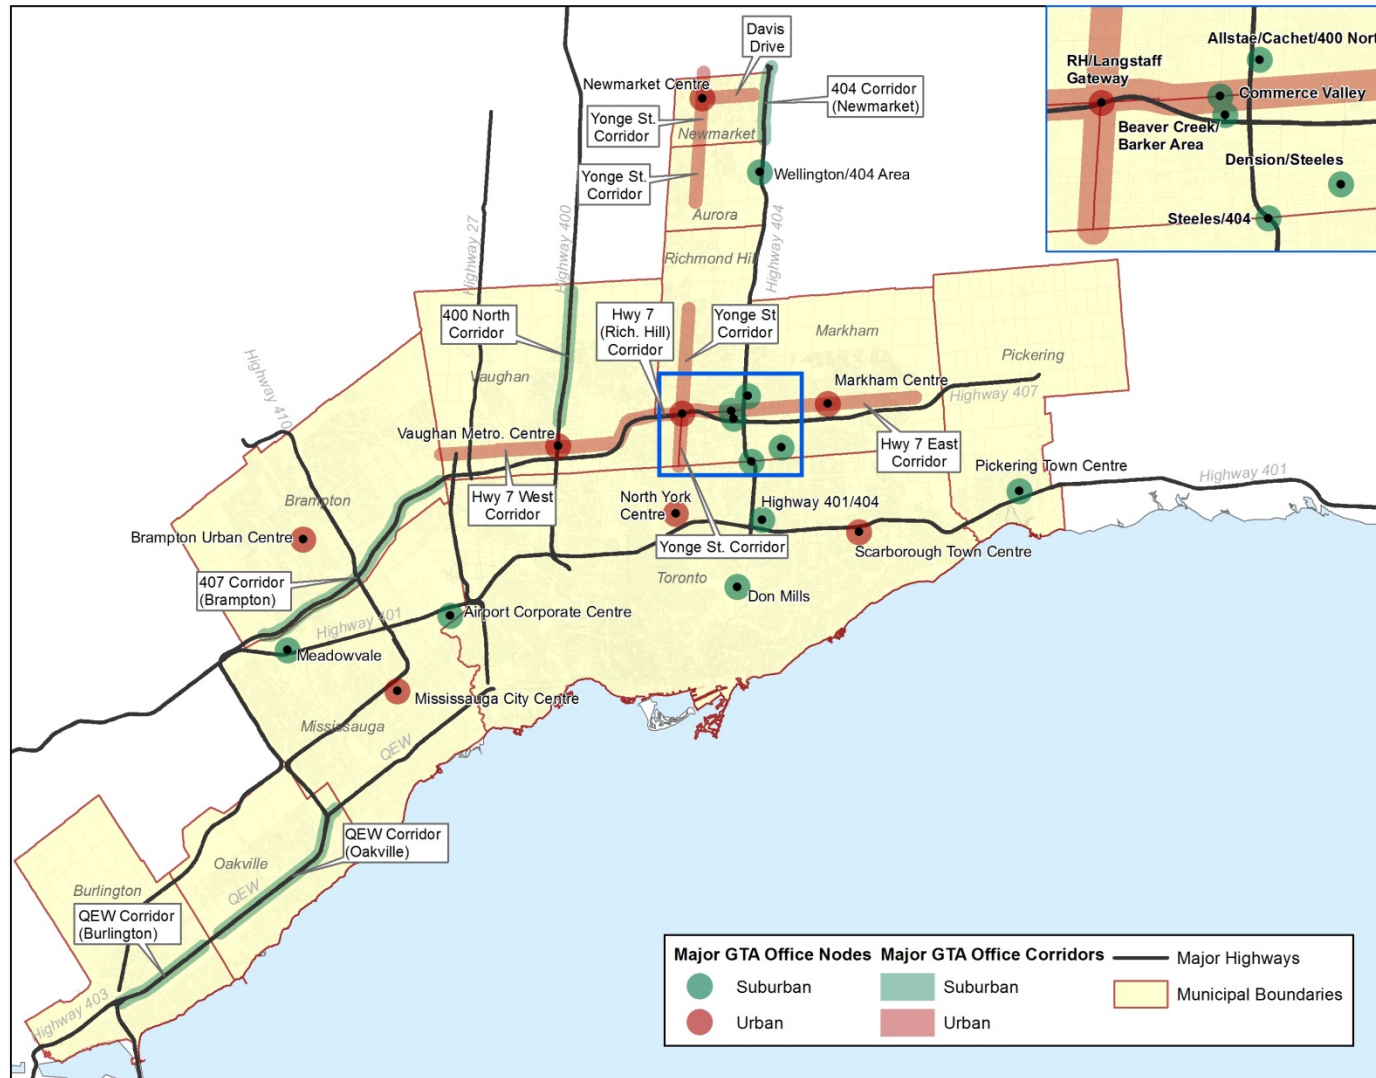 Davis
Drive
Newmarket Centre
404 Corridor
(Newmarket)
Yonge St.
Corridor
Newmarket
Yonge St.
Corridor
Wellington/404 Area
Aurora
Highway 27
Highway 400
Highway 404
Richmond Hill
400 North
Corridor
Hwy 7
(Rich. Hill)
Corridor
Yonge St
Corridor
Markham
Pickering
Vaughan
Highway 410
Markham Centre
Highway 407
Vaughan Metro. Centre
Hwy 7 East
Corridor
Pickering Town Centre
Highway 401
Hwy 7 West
Corridor
Brampton
North York
Centre
Highway 401/404
Brampton Urban Centre
Yonge St. Corridor
Scarborough Town Centre
407 Corridor
(Brampton)
Toronto
Don Mills
Highway 401
Airport Corporate Centre
Meadowvale
Mississauga City Centre
Mississauga
QEW
QEW Corridor
(Oakville)
Oakville
QEW
Burlington
QEW Corridor
(Burlington)
Highway 403
Allstae/Cachet/400 North
RH/Langstaff
Gateway
Commerce Valley
Beaver Creek/
Barker Area
Dension/Steeles
Steeles/404
Major GTA Office Nodes
Suburban
Urban
Major GTA Office Corridors
Suburban
Urban
Major Highways
Municipal Boundaries